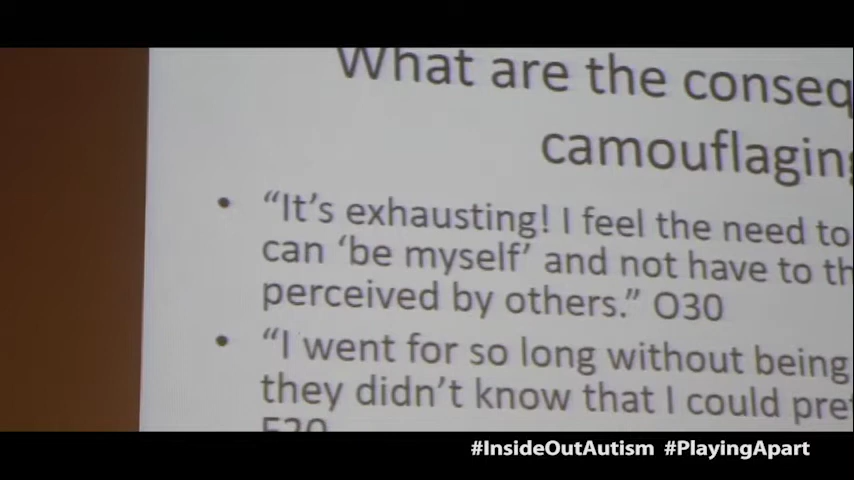 What are the conseq
camouflaging
• “It’s exhausting! I feel the need to
can ‘be myself’ and not have to th
perceived by others.” O30
• “I went for so long without being
they didn’t know that I could pre
F20
#InsideOutAutism #PlayingApart